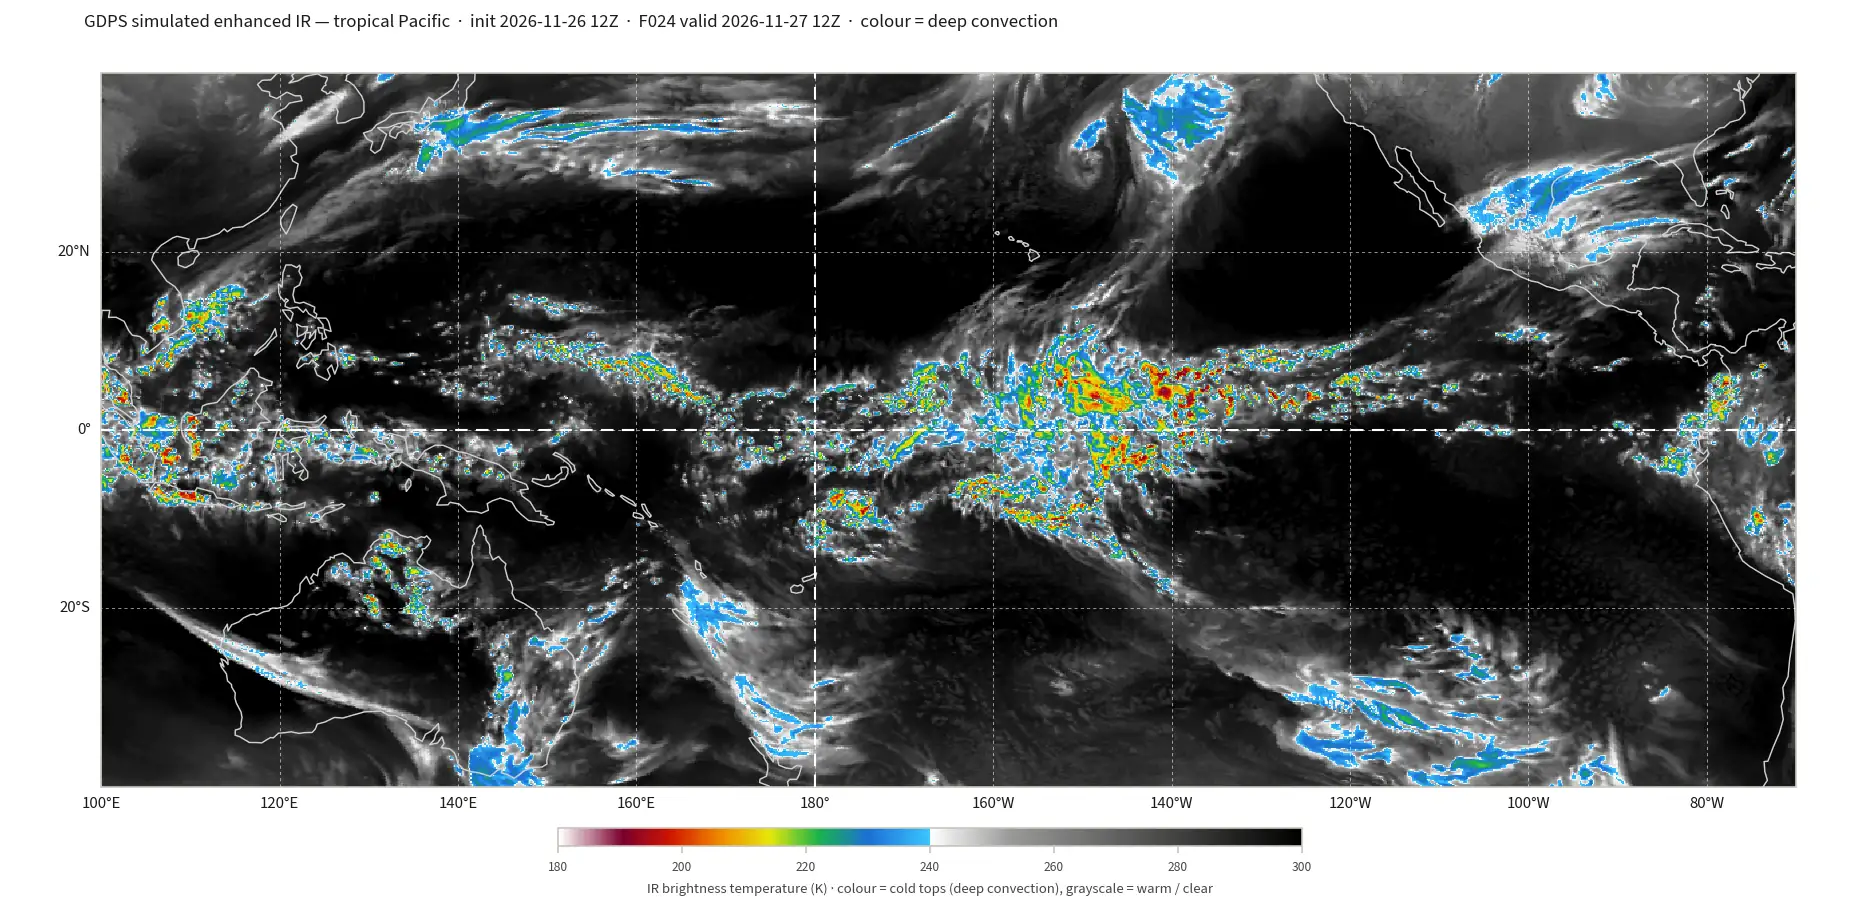 GDPS simulated enhanced IR — tropical Pacific · init 2026-11-26 12Z · F024 valid 2026-11-27 12Z · colour = deep convection
20°N
0°
20°S
100°E 120°E 140°E 160°E 180° 160°W 140°W 120°W 100°W 80°W
180 200 220 240 260 280 300
IR brightness temperature (K) · colour = cold tops (deep convection), grayscale = warm / clear